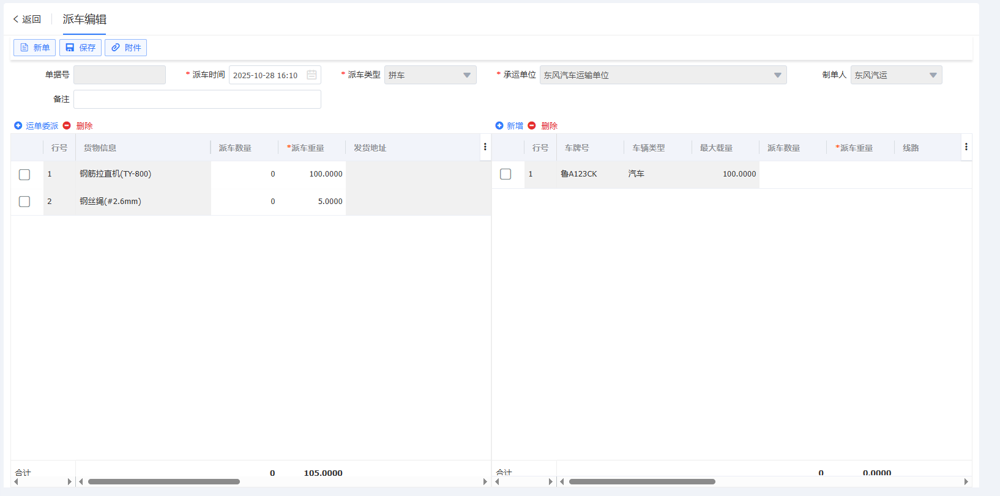 返回 派车编辑
新单 保存 附件
单据号 * 派车时间 2025-10-28 16:10 * 派车类型 拼车 * 承运单位 东风汽车运输单位 制单人 东风汽运
备注
运单委派 删除 新增 删除
行号 货物信息 派车数量 *派车重量 发货地址 行号 车牌号 车辆类型 最大载量 派车数量 *派车重量 线路
1 钢筋拉直机(TY-800) 0 100.0000 1 鲁A123CK 汽车 100.0000
2 钢丝绳(#2.6mm) 0 5.0000
合计 0 105.0000 合计 0 0.0000